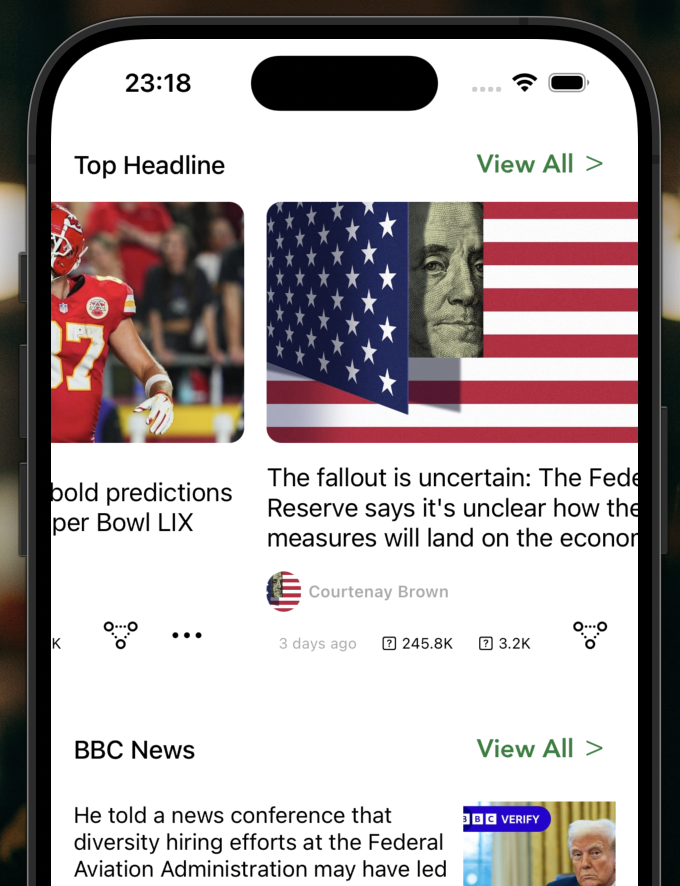 23:18
Top Headline
View All >
87
bold predictions
per Bowl LIX
The fallout is uncertain: The Fede
Reserve says it's unclear how the
measures will land on the econor
Courtenay Brown
K
3 days ago
? 245.8K
? 3.2K
BBC News
View All >
He told a news conference that
diversity hiring efforts at the Federal
Aviation Administration may have led
BBC VERIFY